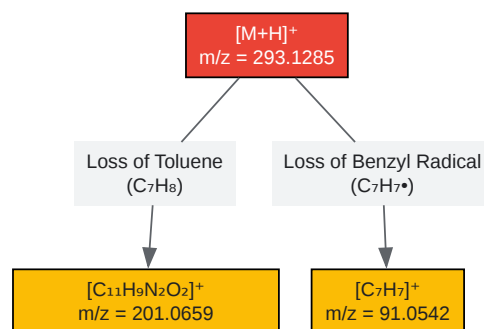 [M+H]⁺
m/z = 293.1285
Loss of Toluene
(C₇H₈)
Loss of Benzyl Radical
(C₇H₇•)
[C₁₁H₉N₂O₂]⁺
m/z = 201.0659
[C₇H₇]⁺
m/z = 91.0542